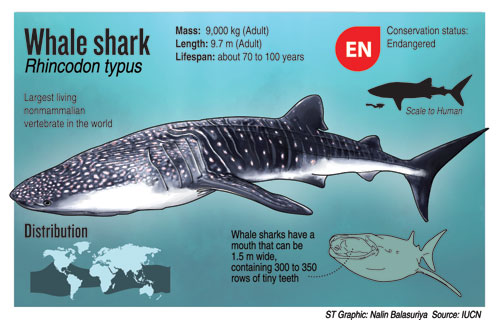 Whale shark
Rhincodon typus
Mass: 9,000 kg (Adult)
Length: 9.7 m (Adult)
Lifespan: about 70 to 100 years
EN
Conservation status:
Endangered
Largest living
nonmammalian
vertebrate in the world
Scale to Human
Distribution
Whale sharks have a
mouth that can be
1.5 m wide,
containing 300 to 350
rows of tiny teeth
ST Graphic: Nalin Balasuriya Source: IUCN